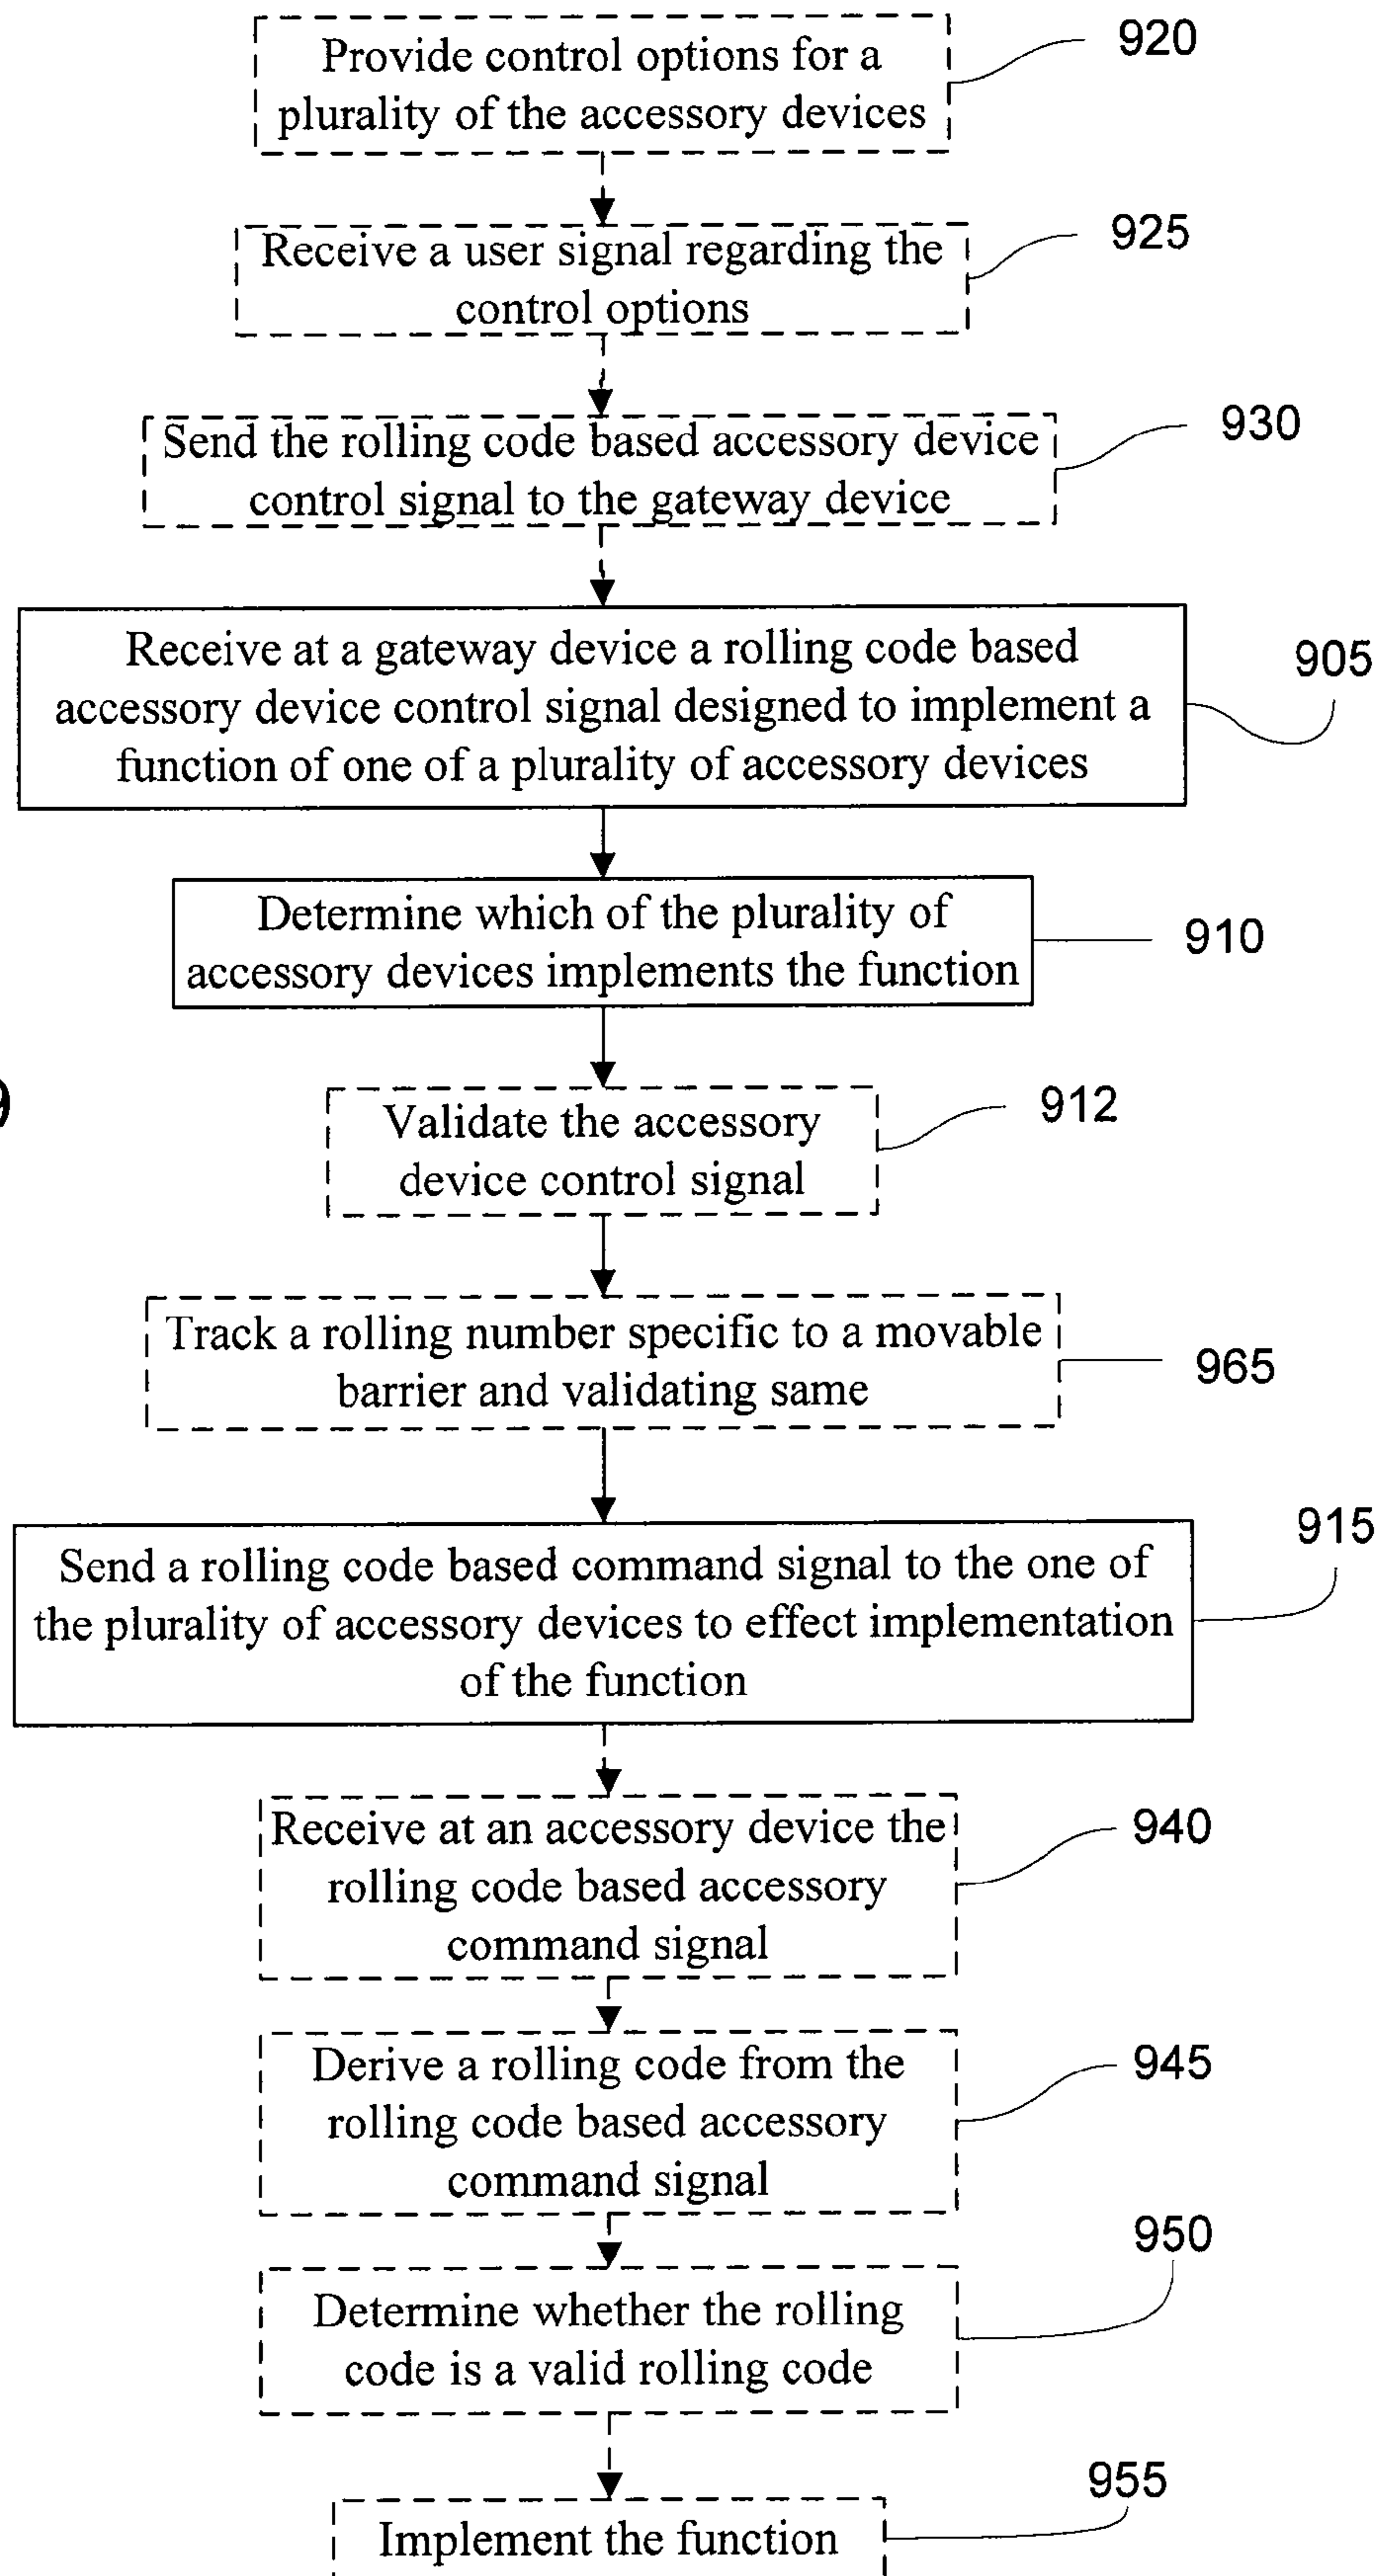 Provide control options for a
plurality of the accessory devices
920
Receive a user signal regarding the
control options
925
Send the rolling code based accessory device
control signal to the gateway device
930
Receive at a gateway device a rolling code based
accessory device control signal designed to implement a
function of one of a plurality of accessory devices
905
Determine which of the plurality of
accessory devices implements the function
910
9
Validate the accessory
device control signal
912
Track a rolling number specific to a movable
barrier and validating same
965
Send a rolling code based command signal to the one of
the plurality of accessory devices to effect implementation
of the function
915
Receive at an accessory device the
rolling code based accessory
command signal
940
Derive a rolling code from the
rolling code based accessory
command signal
945
Determine whether the rolling
code is a valid rolling code
950
Implement the function
955